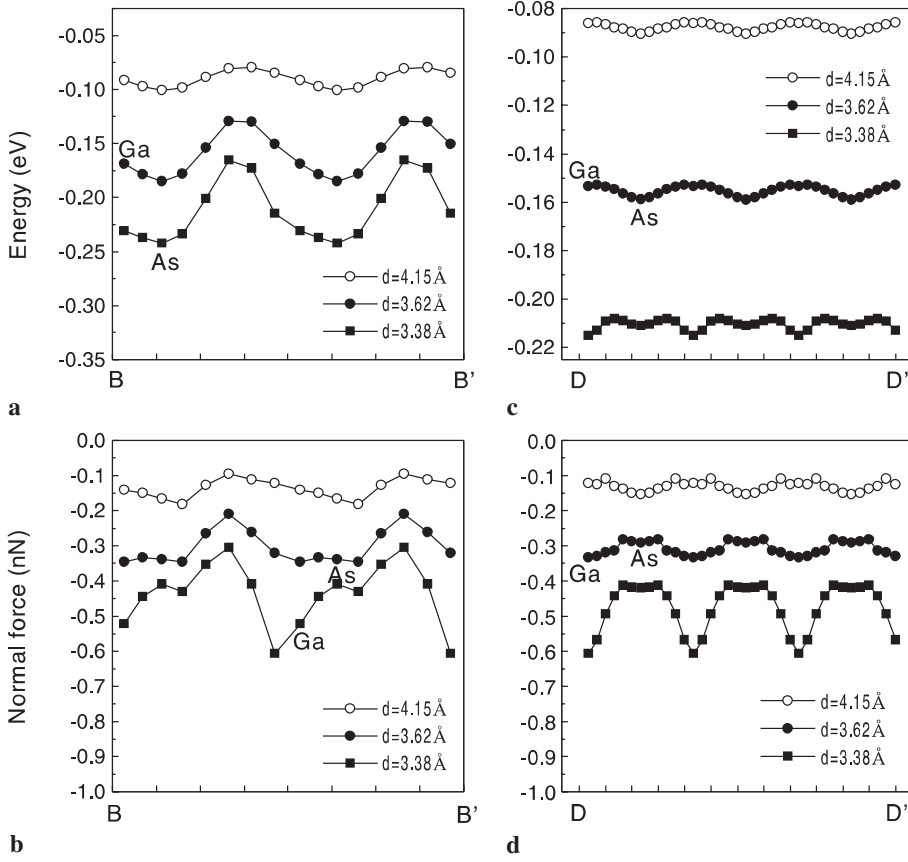 -0.05
-0.10
-0.15
-0.20
-0.25
-0.30
-0.35
Energy (eV)
Ga
As
d=4.15Å
d=3.62Å
d=3.38Å
B
B'
a
-0.08
-0.10
-0.12
-0.14
-0.16
-0.18
-0.20
-0.22
d=4.15Å
d=3.62Å
d=3.38Å
Ga
As
D
D'
c
0.0
-0.1
-0.2
-0.3
-0.4
-0.5
-0.6
-0.7
-0.8
-0.9
-1.0
Normal force (nN)
As
Ga
d=4.15Å
d=3.62Å
d=3.38Å
B
B'
b
0.0
-0.1
-0.2
-0.3
-0.4
-0.5
-0.6
-0.7
-0.8
-0.9
-1.0
Ga
As
d=4.15Å
d=3.62Å
d=3.38Å
D
D'
d